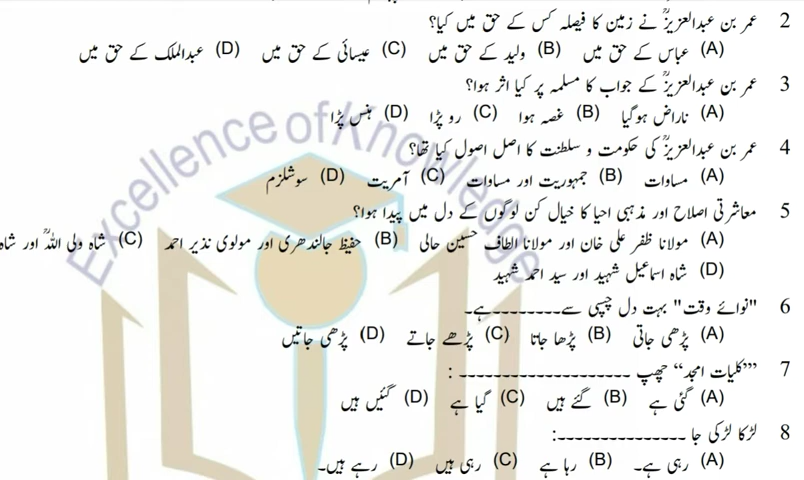 2 عمر بن عبدالعزیزؒ نے زمین کا فیصلہ کس کے حق میں کیا؟
(A) عباس کے حق میں (B) ولید کے حق میں (C) عیسائی کے حق میں (D) عبدالملک کے حق میں
3 عمر بن عبدالعزیزؒ کے جواب کا مسلمہ پر کیا اثر ہوا؟
(A) ناراض ہوگیا (B) غصہ ہوا (C) رو پڑا (D) ہنس پڑا
4 عمر بن عبدالعزیزؒ کی حکومت و سلطنت کا اصل اصول کیا تھا؟
(A) مساوات (B) جمہوریت اور مساوات (C) آمریت (D) سوشلزم
5 معاشرتی اصلاح اور مذہبی احیا کا خیال کن لوگوں کے دل میں پیدا ہوا؟
(A) مولانا ظفر علی خان اور مولانا الطاف حسین حالی (B) حفیظ جالندھری اور مولوی نذیر احمد (C) شاہ ولی اللہؒ اور شاہ
(D) شاہ اسماعیل شہید اور سید احمد شہید
6 "نوائے وقت" بہت دل چسپی سے---------ہے۔
(A) پڑھی جاتی (B) پڑھا جاتا (C) پڑھے جاتے (D) پڑھی جاتیں
7 ”’کلیات امجد“ چھپ -------------------- :
(A) گئی ہے (B) گئے ہیں (C) گیا ہے (D) گئیں ہیں
8 لڑکا لڑکی جا ---------------:
(A) رہی ہے۔ (B) رہا ہے (C) رہی ہیں (D) رہے ہیں۔
Excellence of Knowledge